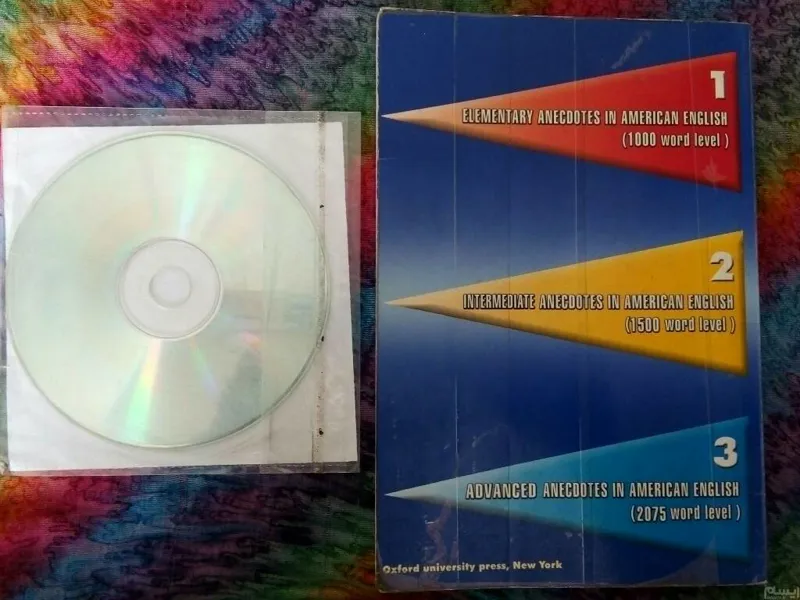 1
ELEMENTARY ANECDOTES IN AMERICAN ENGLISH
(1000 word level )
2
INTERMEDIATE ANECDOTES IN AMERICAN ENGLISH
(1500 word level )
3
ADVANCED ANECDOTES IN AMERICAN ENGLISH
(2075 word level )
Oxford university press, New York
ایسام